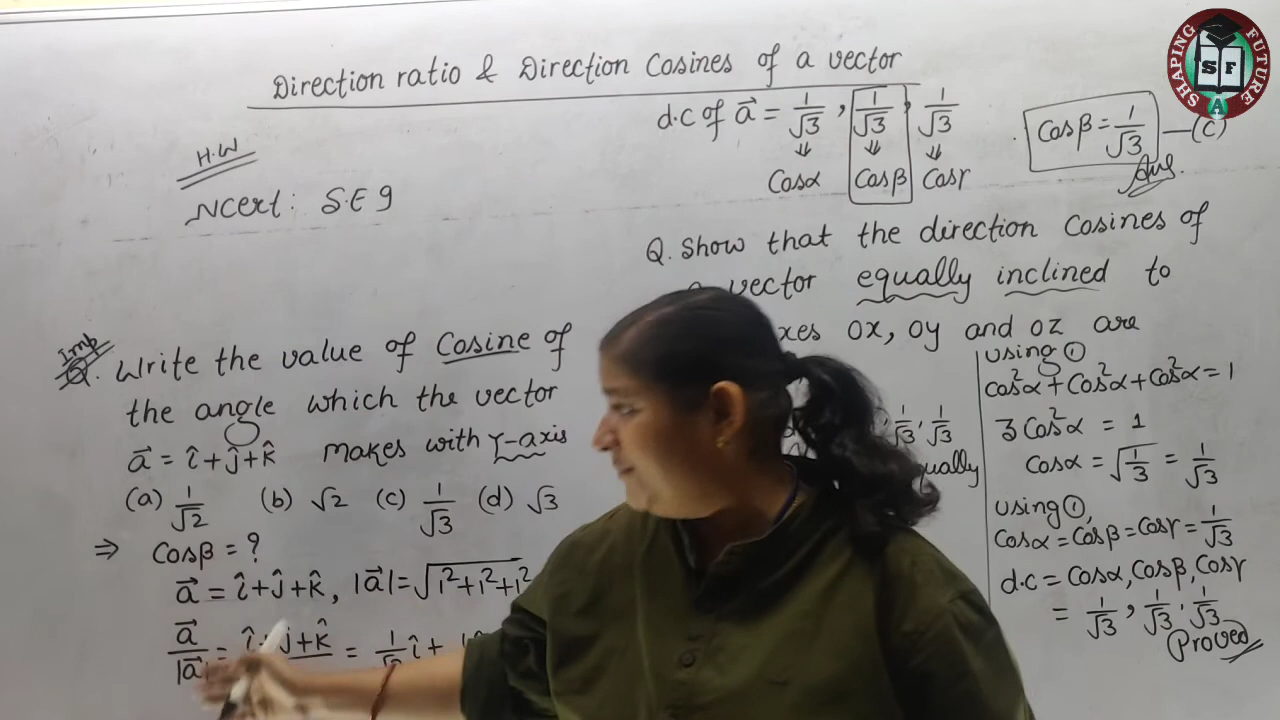 Direction ratio & Direction Cosines of a vector
SHAPING FUTURE
S F
A
H.W
Ncert: S.E 9
d.c of a⃗ = 1/√3, 1/√3, 1/√3
⇓ ⇓ ⇓
Cosα Cosβ Cosγ
Cosβ = 1/√3 —(c)
Ans.
Imp
Q. Write the value of Cosine of
the angle which the vector
a⃗ = î+ĵ+k̂ makes with Y-axis
(a) 1/√2 (b) √2 (c) 1/√3 (d) √3
⇒ Cosβ = ?
a⃗ = î+ĵ+k̂, |a⃗| = √1²+1²+1²
a⃗/|a⃗| = î+ĵ+k̂ = 1/√3 î+
Q. Show that the direction Cosines of
a vector equally inclined to
OX, OY and OZ are
1/√3, 1/√3
equally
using ①
Cos²α+Cos²α+Cos²α=1
3Cos²α = 1
Cosα = √1/3 = 1/√3
using ①,
Cosα=Cosβ=Cosγ=1/√3
d.c = Cosα, Cosβ, Cosγ
= 1/√3, 1/√3, 1/√3
Proved